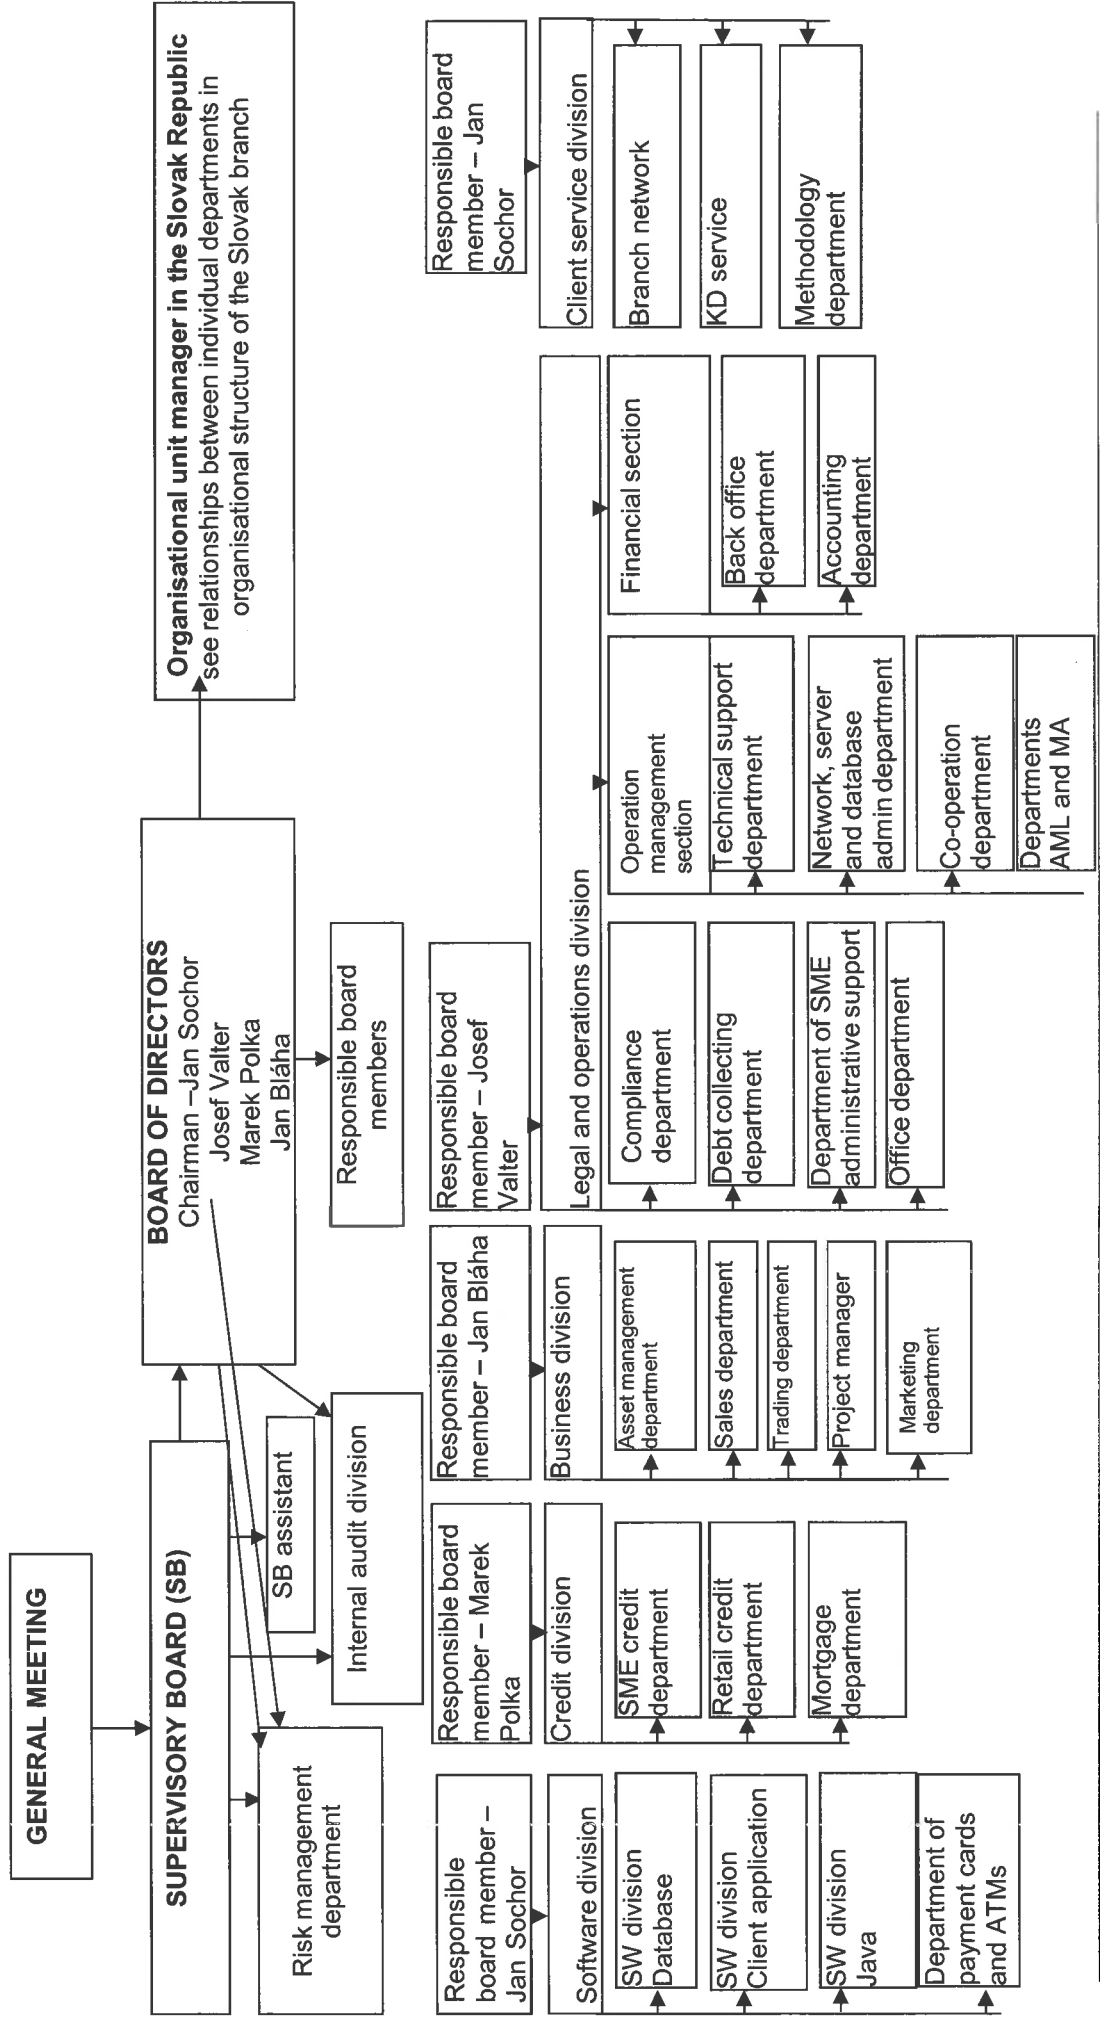 GENERAL MEETING
SUPERVISORY BOARD (SB)
BOARD OF DIRECTORS
Chairman –Jan Sochor
Josef Valter
Marek Polka
Jan Bláha
Organisational unit manager in the Slovak Republic
see relationships between individual departments in
organisational structure of the Slovak branch
Risk management
department
SB assistant
Internal audit division
Responsible board
members
Responsible
board member –
Jan Sochor
Software division
SW division
Database
SW division
Client application
SW division
Java
Department of
payment cards
and ATMs
Responsible board
member – Marek
Polka
Credit division
SME credit
department
Retail credit
department
Mortgage
department
Responsible board
member – Jan Bláha
Business division
Asset management
department
Sales department
Trading department
Project manager
Marketing
department
Responsible board
member – Josef
Valter
Legal and operations division
Compliance
department
Debt collecting
department
Department of SME
administrative support
Office department
Operation
management
section
Technical support
department
Network, server
and database
admin department
Co-operation
department
Departments
AML and MA
Financial section
Back office
department
Accounting
department
Responsible board
member – Jan
Sochor
Client service division
Branch network
KD service
Methodology
department